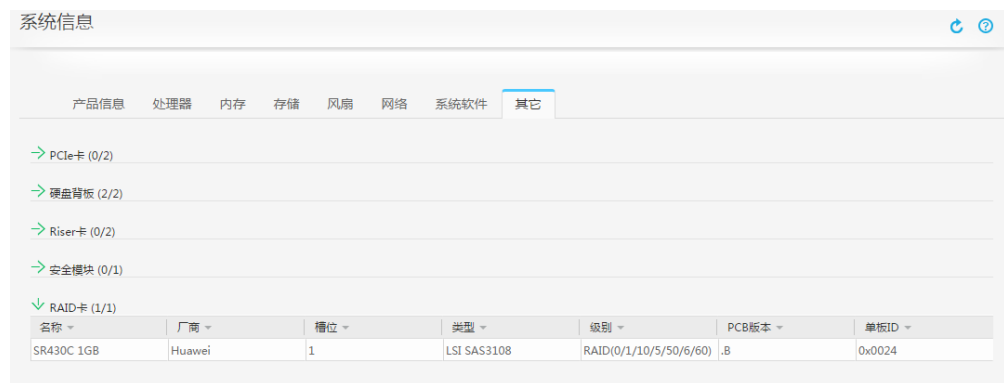 系统信息
产品信息 处理器 内存 存储 风扇 网络 系统软件 其它
PCIe卡 (0/2)
硬盘背板 (2/2)
Riser卡 (0/2)
安全模块 (0/1)
RAID卡 (1/1)
名称 厂商 槽位 类型 级别 PCB版本 单板ID
SR430C 1GB Huawei 1 LSI SAS3108 RAID(0/1/10/5/50/6/60) .B 0x0024